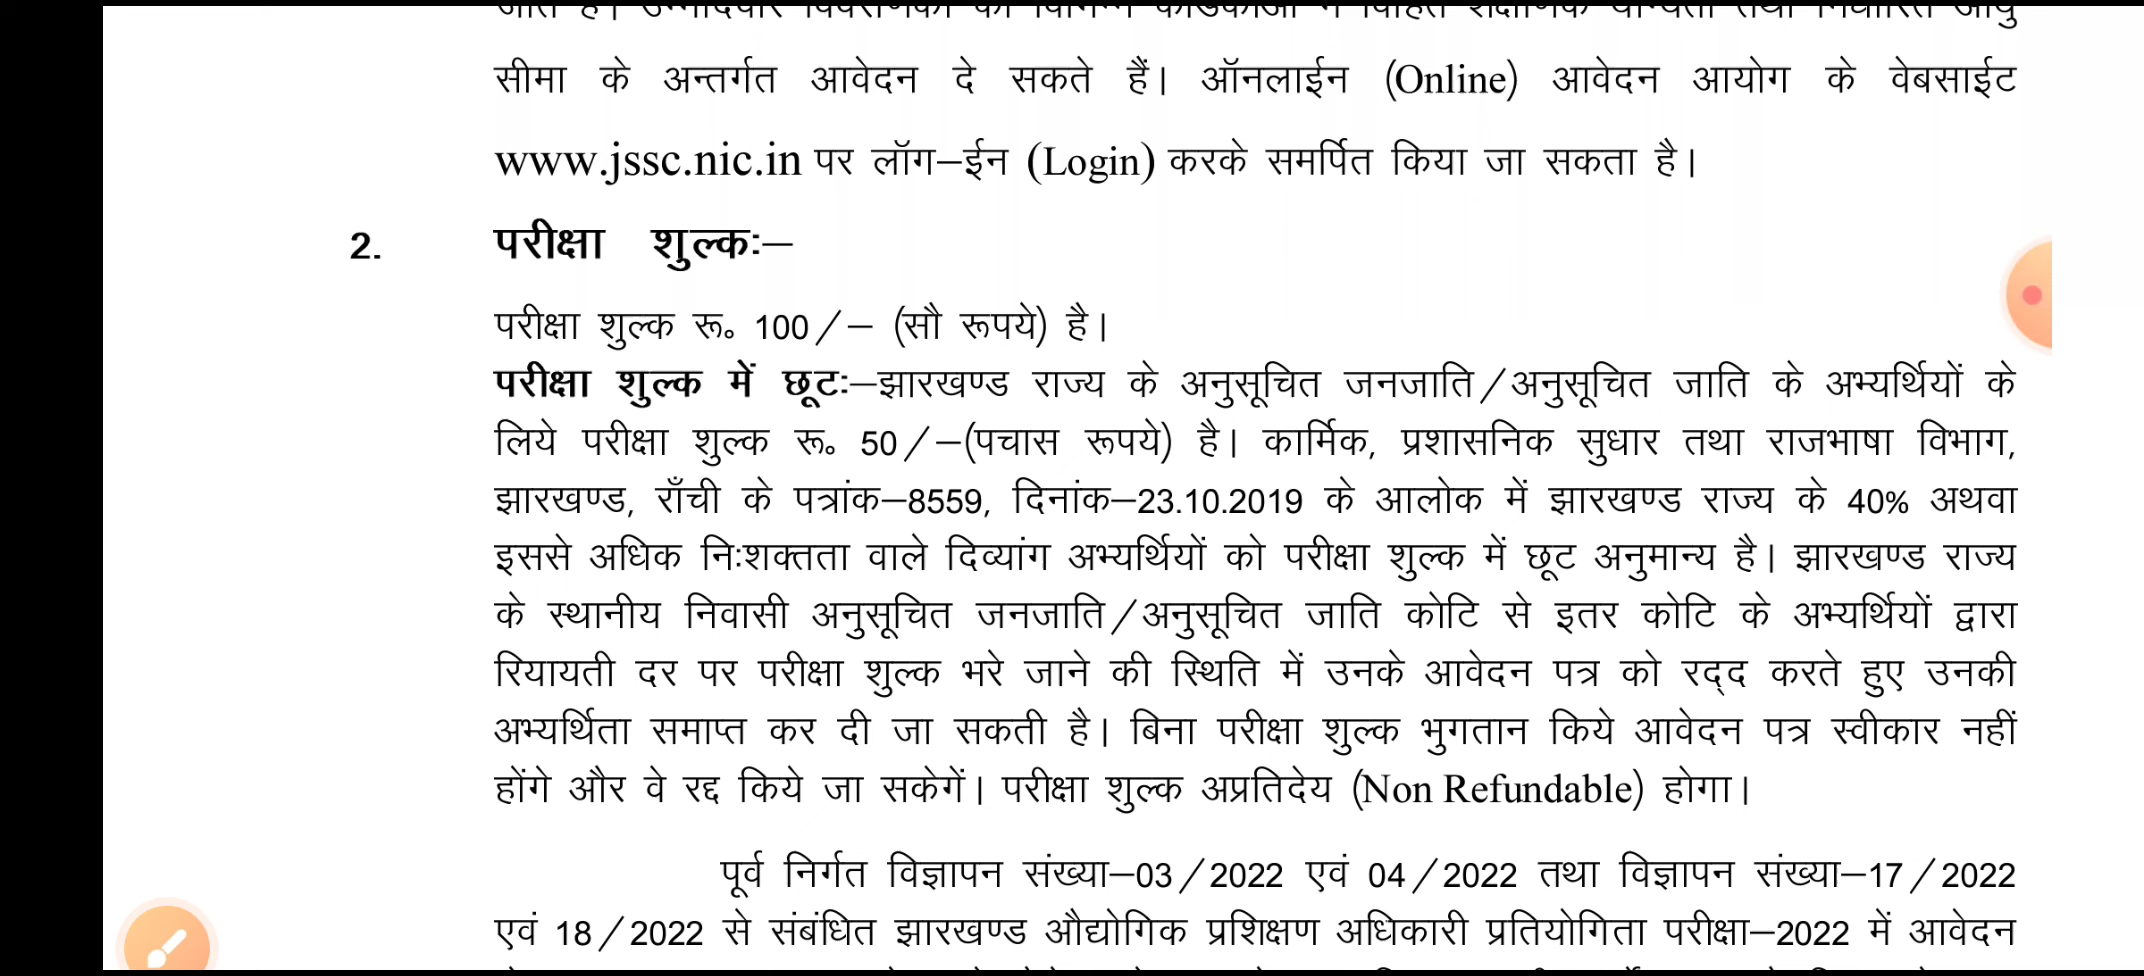 सीमा के अन्तर्गत आवेदन दे सकते हैं। ऑनलाईन (Online) आवेदन आयोग के वेबसाईट
www.jssc.nic.in पर लॉग–ईन (Login) करके समर्पित किया जा सकता है।
2. परीक्षा शुल्कः–
परीक्षा शुल्क रू० 100/– (सौ रूपये) है।
परीक्षा शुल्क में छूटः–झारखण्ड राज्य के अनुसूचित जनजाति/अनुसूचित जाति के अभ्यर्थियों के
लिये परीक्षा शुल्क रू० 50/–(पचास रूपये) है। कार्मिक, प्रशासनिक सुधार तथा राजभाषा विभाग,
झारखण्ड, राँची के पत्रांक–8559, दिनांक–23.10.2019 के आलोक में झारखण्ड राज्य के 40% अथवा
इससे अधिक निःशक्तता वाले दिव्यांग अभ्यर्थियों को परीक्षा शुल्क में छूट अनुमान्य है। झारखण्ड राज्य
के स्थानीय निवासी अनुसूचित जनजाति/अनुसूचित जाति कोटि से इतर कोटि के अभ्यर्थियों द्वारा
रियायती दर पर परीक्षा शुल्क भरे जाने की स्थिति में उनके आवेदन पत्र को रद्‌द करते हुए उनकी
अभ्यर्थिता समाप्त कर दी जा सकती है। बिना परीक्षा शुल्क भुगतान किये आवेदन पत्र स्वीकार नहीं
होंगे और वे रद्द किये जा सकेगें। परीक्षा शुल्क अप्रतिदेय (Non Refundable) होगा।
पूर्व निर्गत विज्ञापन संख्या–03/2022 एवं 04/2022 तथा विज्ञापन संख्या–17/2022
एवं 18/2022 से संबंधित झारखण्ड औद्योगिक प्रशिक्षण अधिकारी प्रतियोगिता परीक्षा–2022 में आवेदन